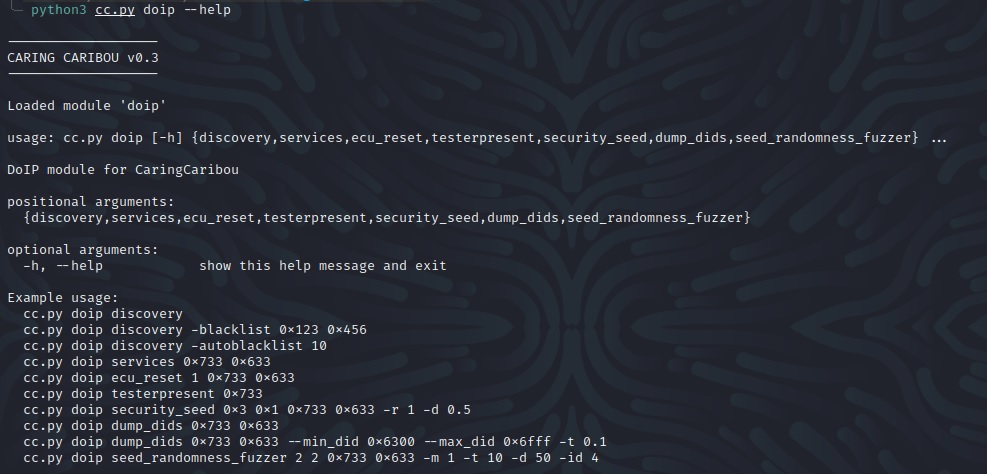 python3 cc.py doip --help
CARING CARIBOU v0.3
Loaded module 'doip'
usage: cc.py doip [-h] {discovery,services,ecu_reset,testerpresent,security_seed,dump_dids,seed_randomness_fuzzer} ...
DoIP module for CaringCaribou
positional arguments:
{discovery,services,ecu_reset,testerpresent,security_seed,dump_dids,seed_randomness_fuzzer}
optional arguments:
-h, --help show this help message and exit
Example usage:
cc.py doip discovery
cc.py doip discovery -blacklist 0×123 0×456
cc.py doip discovery -autoblacklist 10
cc.py doip services 0×733 0×633
cc.py doip ecu_reset 1 0×733 0×633
cc.py doip testerpresent 0×733
cc.py doip security_seed 0×3 0×1 0×733 0×633 -r 1 -d 0.5
cc.py doip dump_dids 0×733 0×633
cc.py doip dump_dids 0×733 0×633 --min_did 0×6300 --max_did 0×6fff -t 0.1
cc.py doip seed_randomness_fuzzer 2 2 0×733 0×633 -m 1 -t 10 -d 50 -id 4